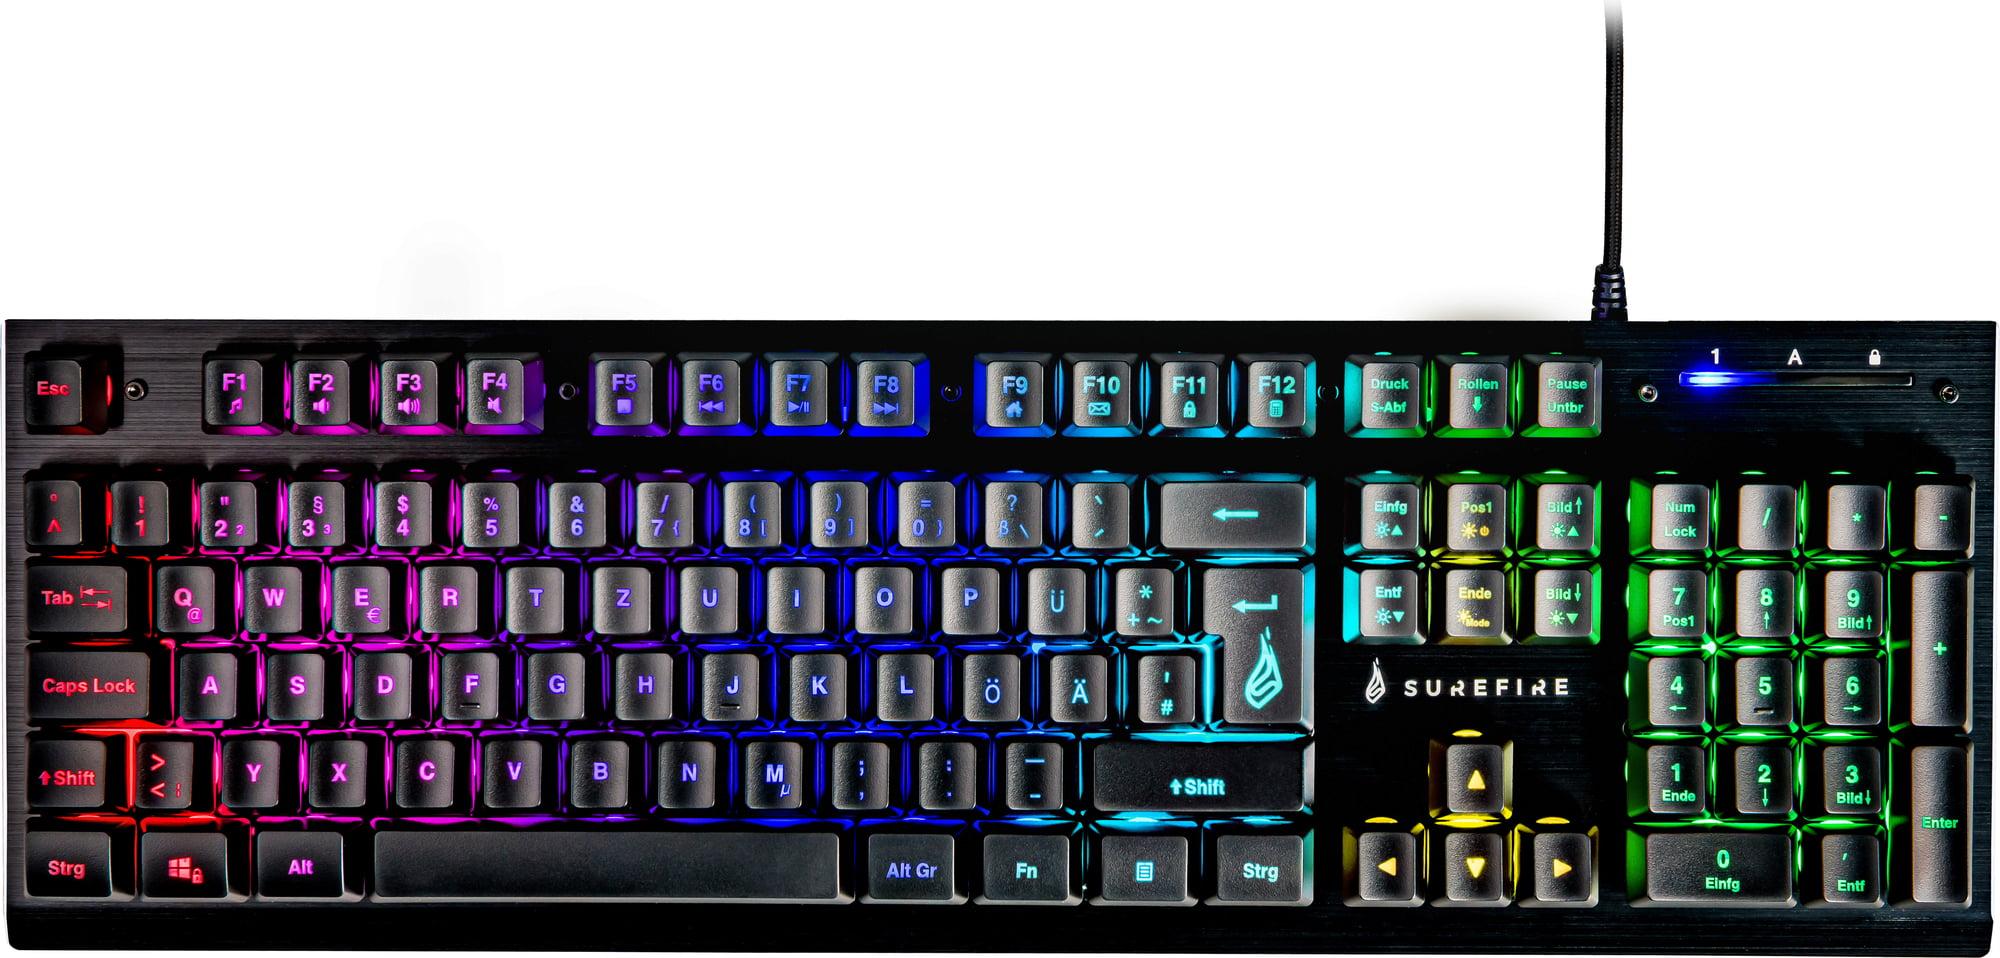 1 A
Esc F1 F2 F3 F4 F5 F6 F7 F8 F9 F10 F11 F12 Druck Rollen Pause
S-Abf Untbr
° ! " § $ % & / ( ) = ? ` Einfg Pos1 Bild↑ Num / * -
^ 1 2 ² 3 ³ 4 5 6 7 { 8 [ 9 ] 0 } ß \ ´ ← Lock
Tab Q W E R T Z U I O P Ü * Entf Ende Bild↓ 7 8 9
@ € + ~ Mode Pos1 ↑ Bild↑
+
Caps Lock A S D F G H J K L Ö Ä ' SUREFIRE 4 5 6
# ← →
Shift > Y X C V B N M ; : — Shift 1 2 3
< | µ , . - Ende ↓ Bild↓
Enter
Strg Alt Alt Gr Fn Strg 0 ,
Einfg Entf